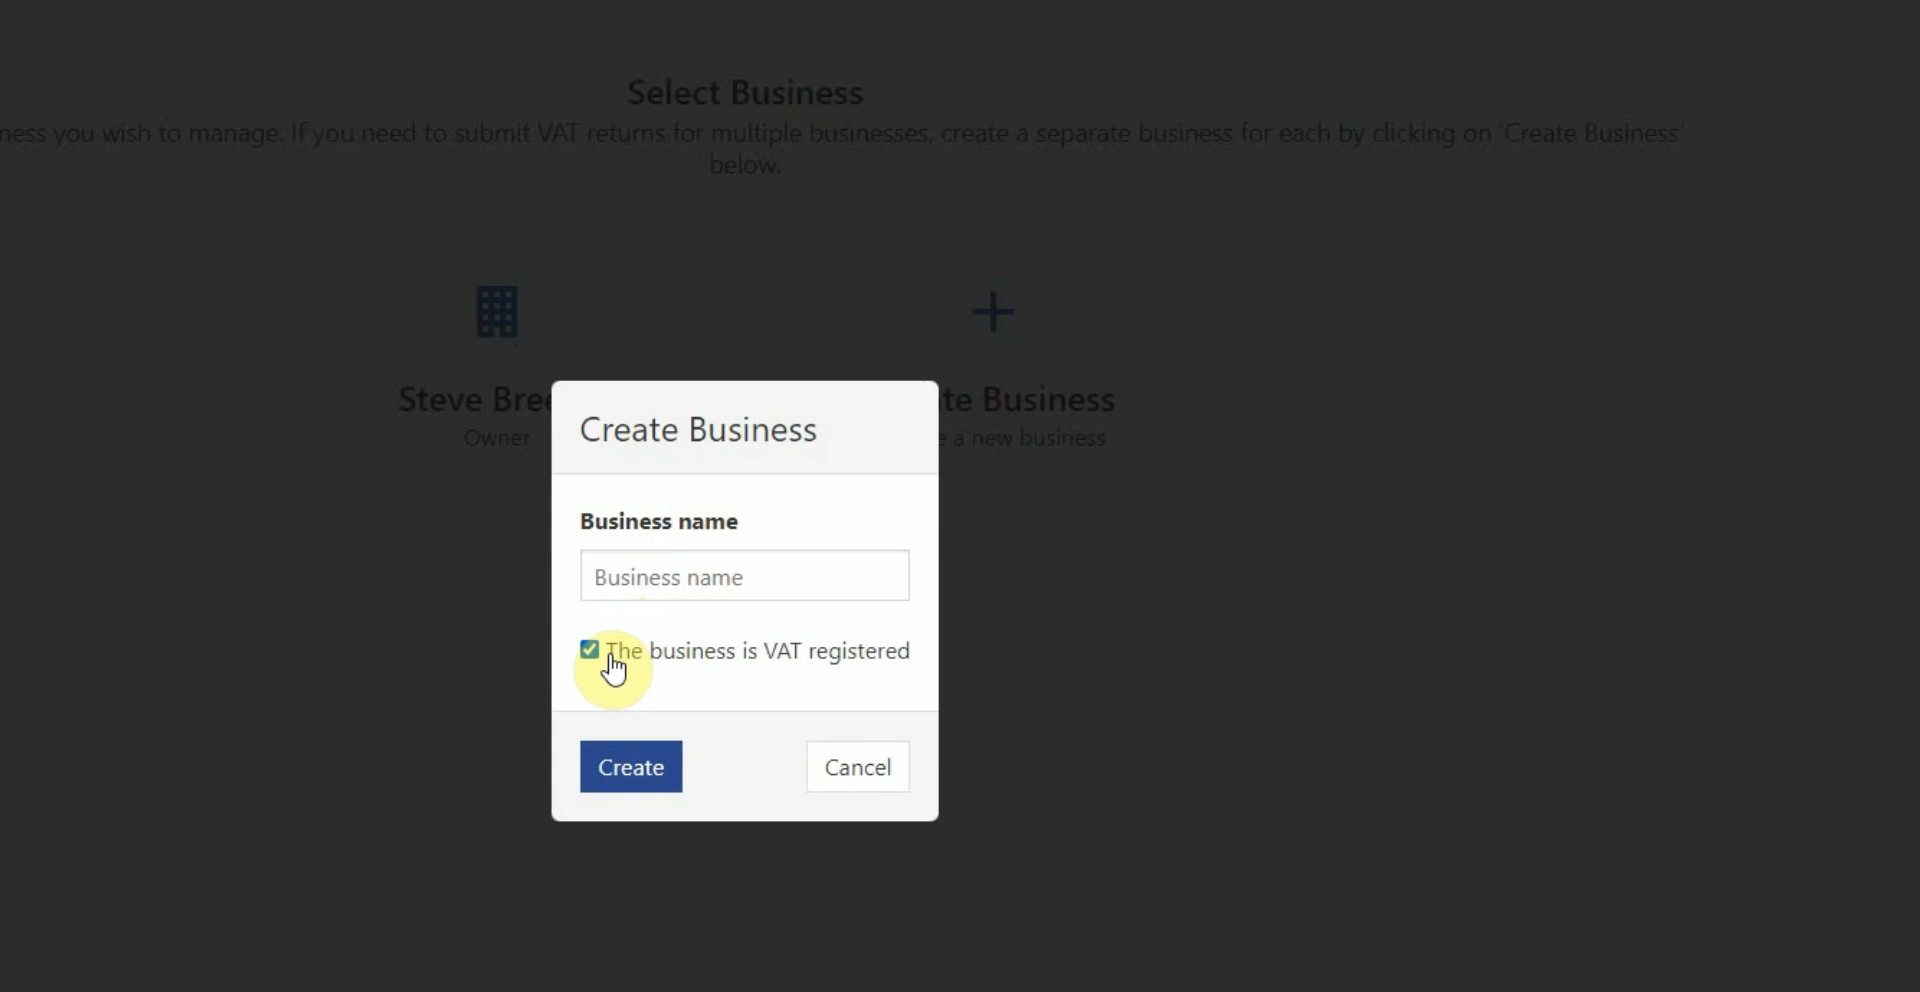 Select Business
ness you wish to manage. If you need to submit VAT returns for multiple businesses, create a separate business for each by clicking on 'Create Business'
below.
Steve Bree
Owner
te Business
e a new business
Create Business
Business name
Business name
The business is VAT registered
Create
Cancel